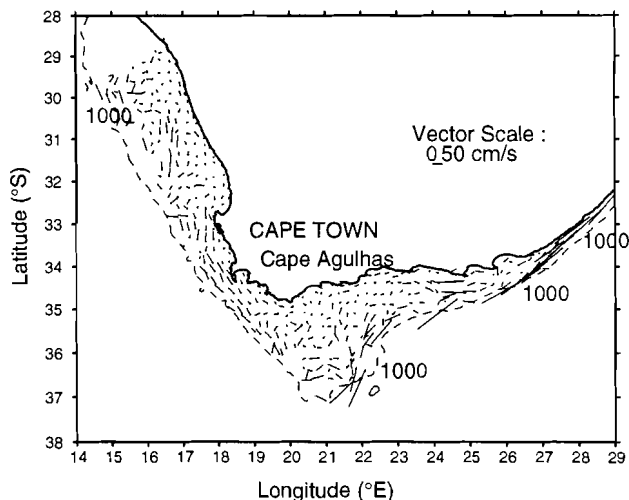 28
29
30
31
32
33
34
35
36
37
38
Latitude (°S)
1000
Vector Scale :
0 50 cm/s
CAPE TOWN
Cape Agulhas
1000
1000
1000
14 15 16 17 18 19 20 21 22 23 24 25 26 27 28 29
Longitude (°E)